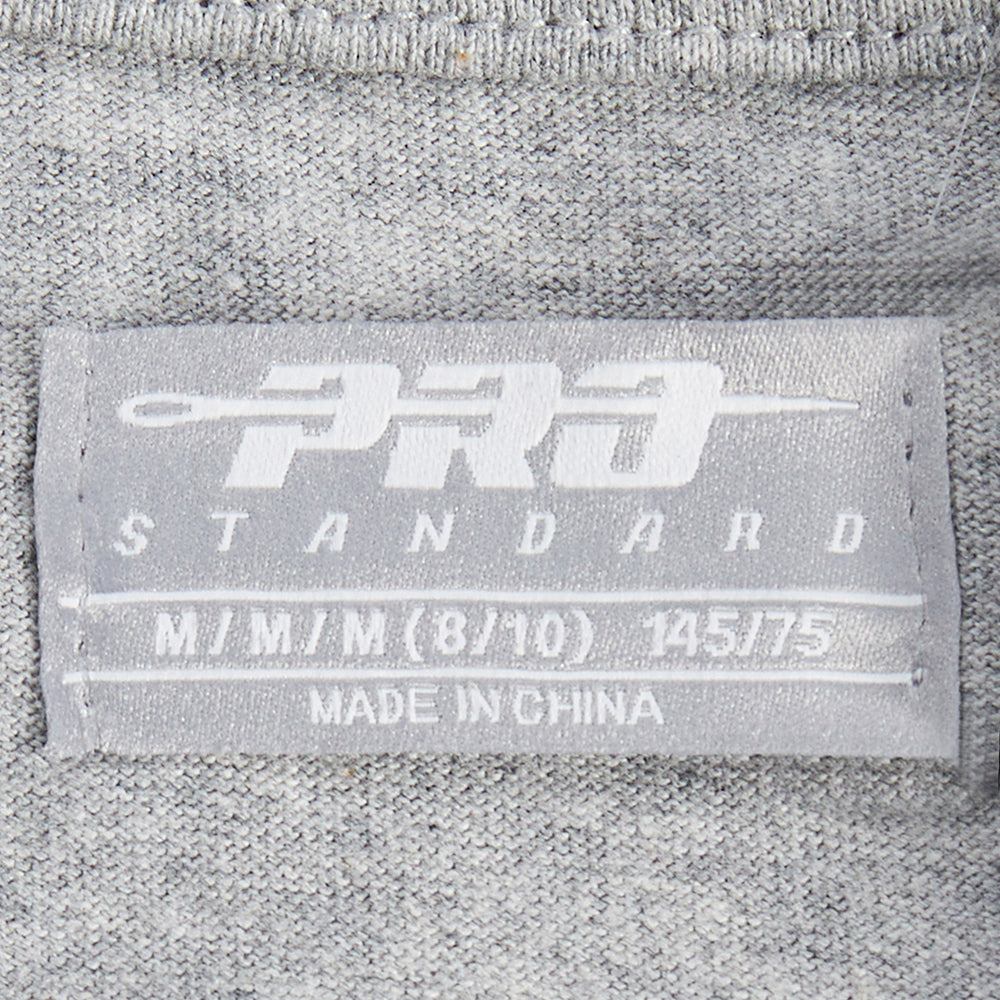 PRO
STANDARD
M/M/M (8/10) 145/75
MADE IN CHINA